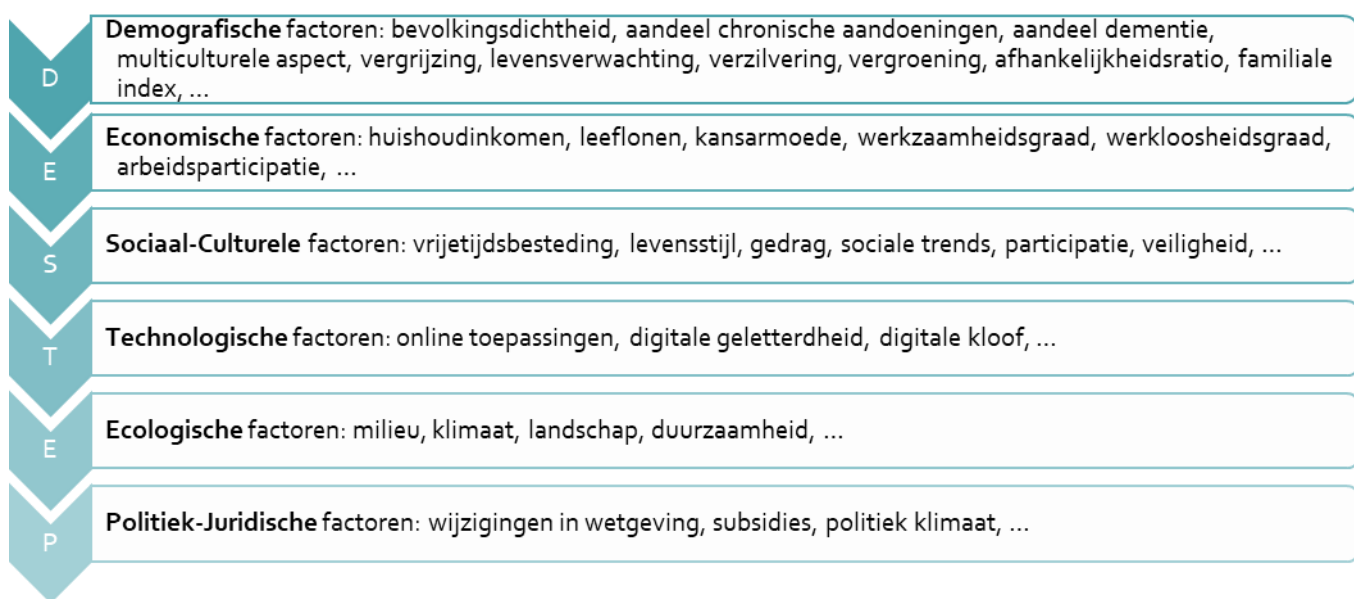 D
Demografische factoren: bevolkingsdichtheid, aandeel chronische aandoeningen, aandeel dementie,
multiculturele aspect, vergrijzing, levensverwachting, verzilvering, vergroening, afhankelijkheidsratio, familiale
index, ...
E
Economische factoren: huishoudinkomen, leeflonen, kansarmoede, werkzaamheidsgraad, werkloosheidsgraad,
arbeidsparticipatie, ...
S
Sociaal-Culturele factoren: vrijetijdsbesteding, levensstijl, gedrag, sociale trends, participatie, veiligheid, ...
T
Technologische factoren: online toepassingen, digitale geletterdheid, digitale kloof, ...
E
Ecologische factoren: milieu, klimaat, landschap, duurzaamheid, ...
P
Politiek-Juridische factoren: wijzigingen in wetgeving, subsidies, politiek klimaat, ...